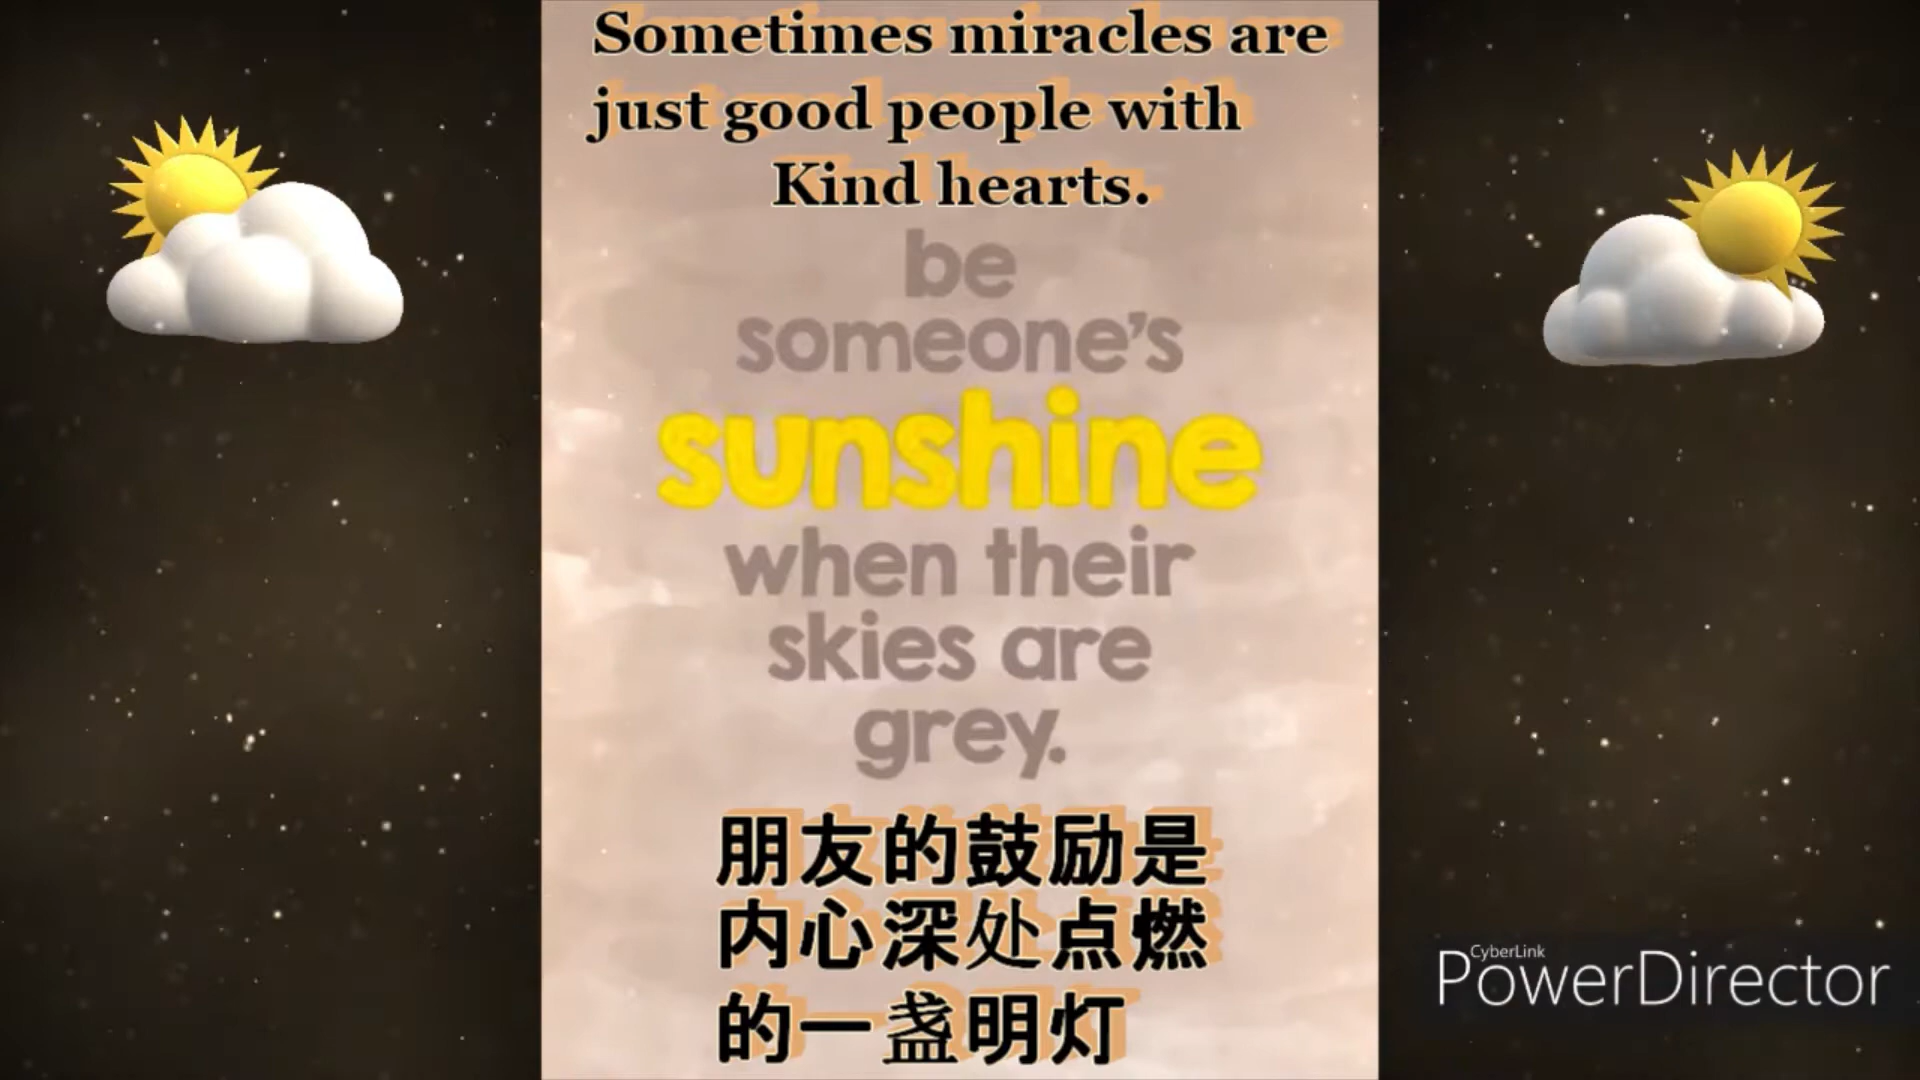 Sometimes miracles are
just good people with
Kind hearts.
be
someone's
sunshine
when their
skies are
grey.
朋友的鼓励是
内心深处点燃
的一盏明灯
CyberLink
PowerDirector